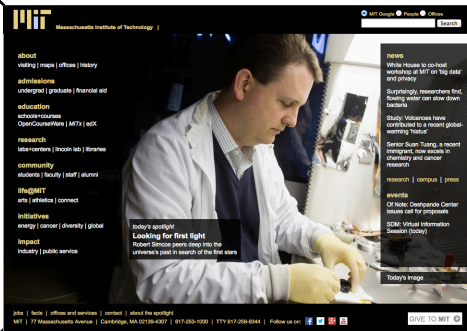 MIT
Massachusetts Institute of Technology |
MIT Google People Offices
Search
about
visiting | maps | offices | history
admissions
undergrad | graduate | financial aid
education
schools+courses
OpenCourseWare | MITx | edX
research
labs+centers | lincoln lab | libraries
community
students | faculty | staff | alumni
life@MIT
arts | athletics | connect
initiatives
energy | cancer | diversity | global
impact
industry | public service
today's spotlight
Looking for first light
Robert Simcoe peers deep into the
universe's past in search of the first stars
news
White House to co-host
workshop at MIT on 'big data'
and privacy
Surprisingly, researchers find,
flowing water can slow down
bacteria
Study: Volcanoes have
contributed to a recent global-
warming 'hiatus'
Senior Suan Tuang, a recent
immigrant, now excels in
chemistry and cancer
research
research | campus | press
events
Of Note: Deshpande Center
issues call for proposals
SDM: Virtual Information
Session (today)
Today's image
jobs | facts | offices and services | contact | about the spotlight
MIT | 77 Massachusetts Avenue | Cambridge, MA 02139-4307 | 617-253-1000 | TTY 617-258-9344 | Follow us on:
GIVE TO MIT